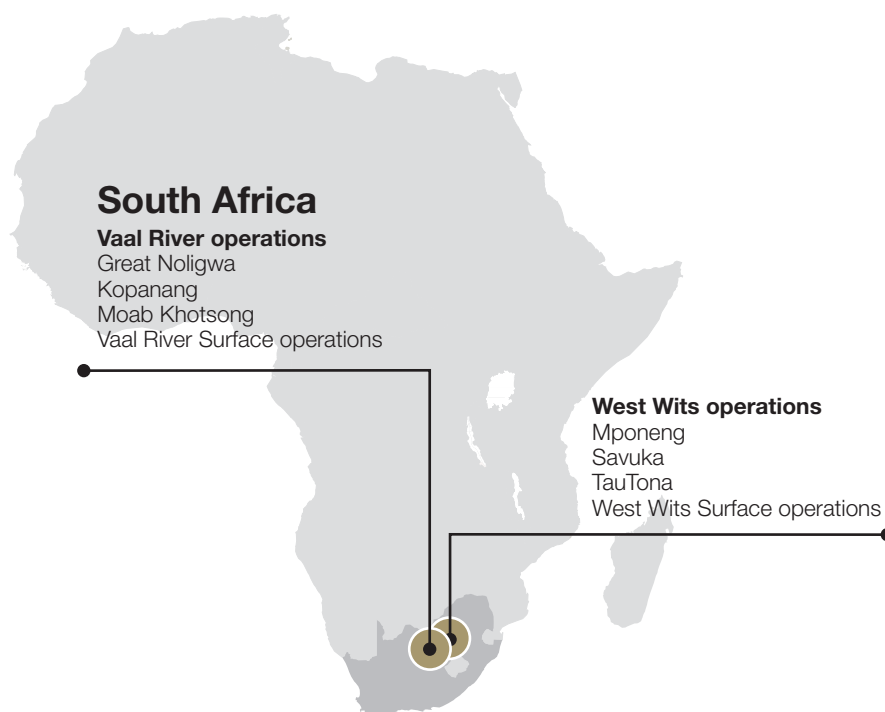 South Africa
Vaal River operations
Great Noligwa
Kopanang
Moab Khotsong
Vaal River Surface operations
West Wits operations
Mponeng
Savuka
TauTona
West Wits Surface operations